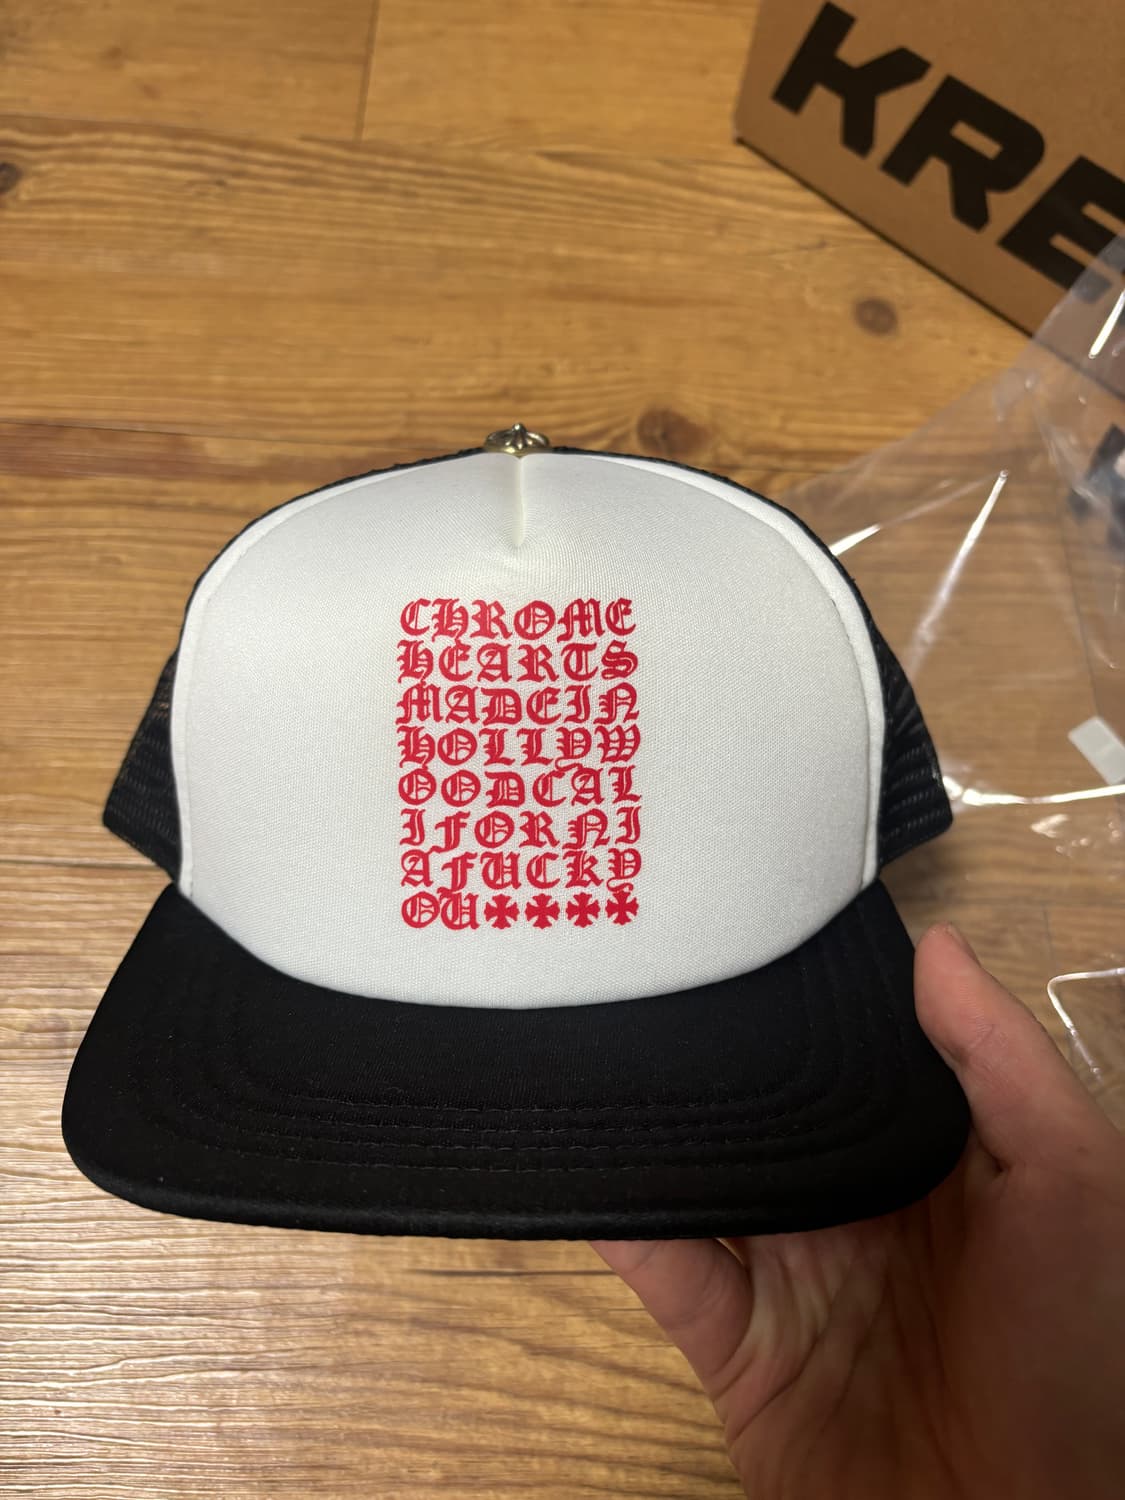 KRE
CHROME
HEARTS
MADEIN
HOLLYW
OODCAL
IFORNI
AFUCKY
OU